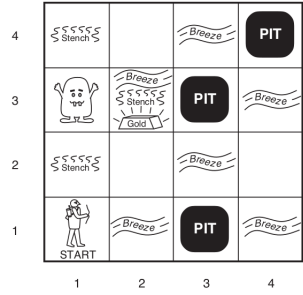 4 Stench Breeze PIT
Breeze
3 Stench PIT Breeze
Gold
2 Stench Breeze
1 Breeze PIT Breeze
START
1 2 3 4